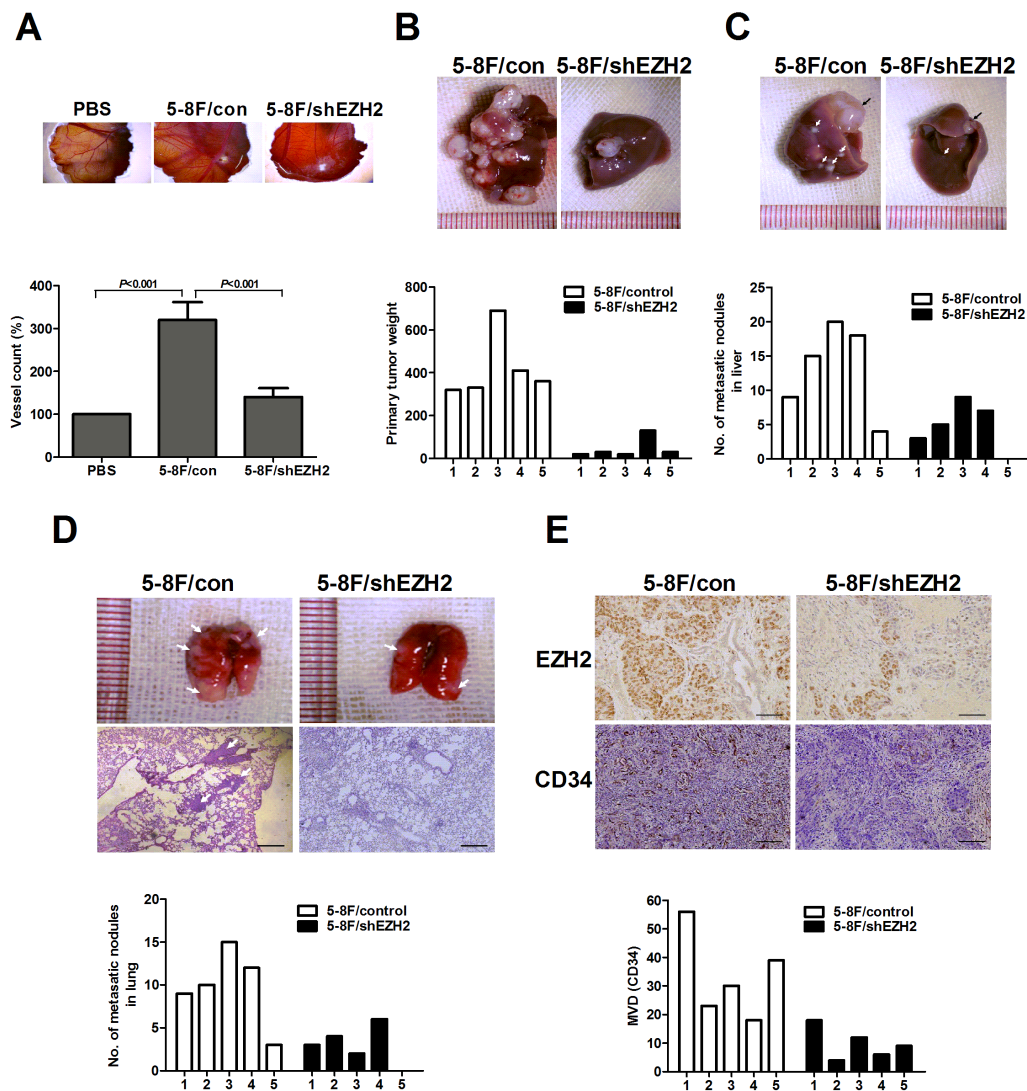 A
PBS 5-8F/con 5-8F/shEZH2
Vessel count (%)
400
300
200
100
0
P<0.001 P<0.001
PBS 5-8F/con 5-8F/shEZH2
B
5-8F/con 5-8F/shEZH2
Primary tumor weight
800
600
400
200
0
5-8F/control
5-8F/shEZH2
1 2 3 4 5 1 2 3 4 5
C
5-8F/con 5-8F/shEZH2
No. of metasatic nodules
in liver
25
20
15
10
5
0
5-8F/control
5-8F/shEZH2
1 2 3 4 5 1 2 3 4 5
D
5-8F/con 5-8F/shEZH2
No. of metasatic nodules
in lung
20
15
10
5
0
5-8F/control
5-8F/shEZH2
1 2 3 4 5 1 2 3 4 5
E
5-8F/con 5-8F/shEZH2
EZH2
CD34
MVD (CD34)
60
50
40
30
20
10
0
5-8F/control
5-8F/shEZH2
1 2 3 4 5 1 2 3 4 5